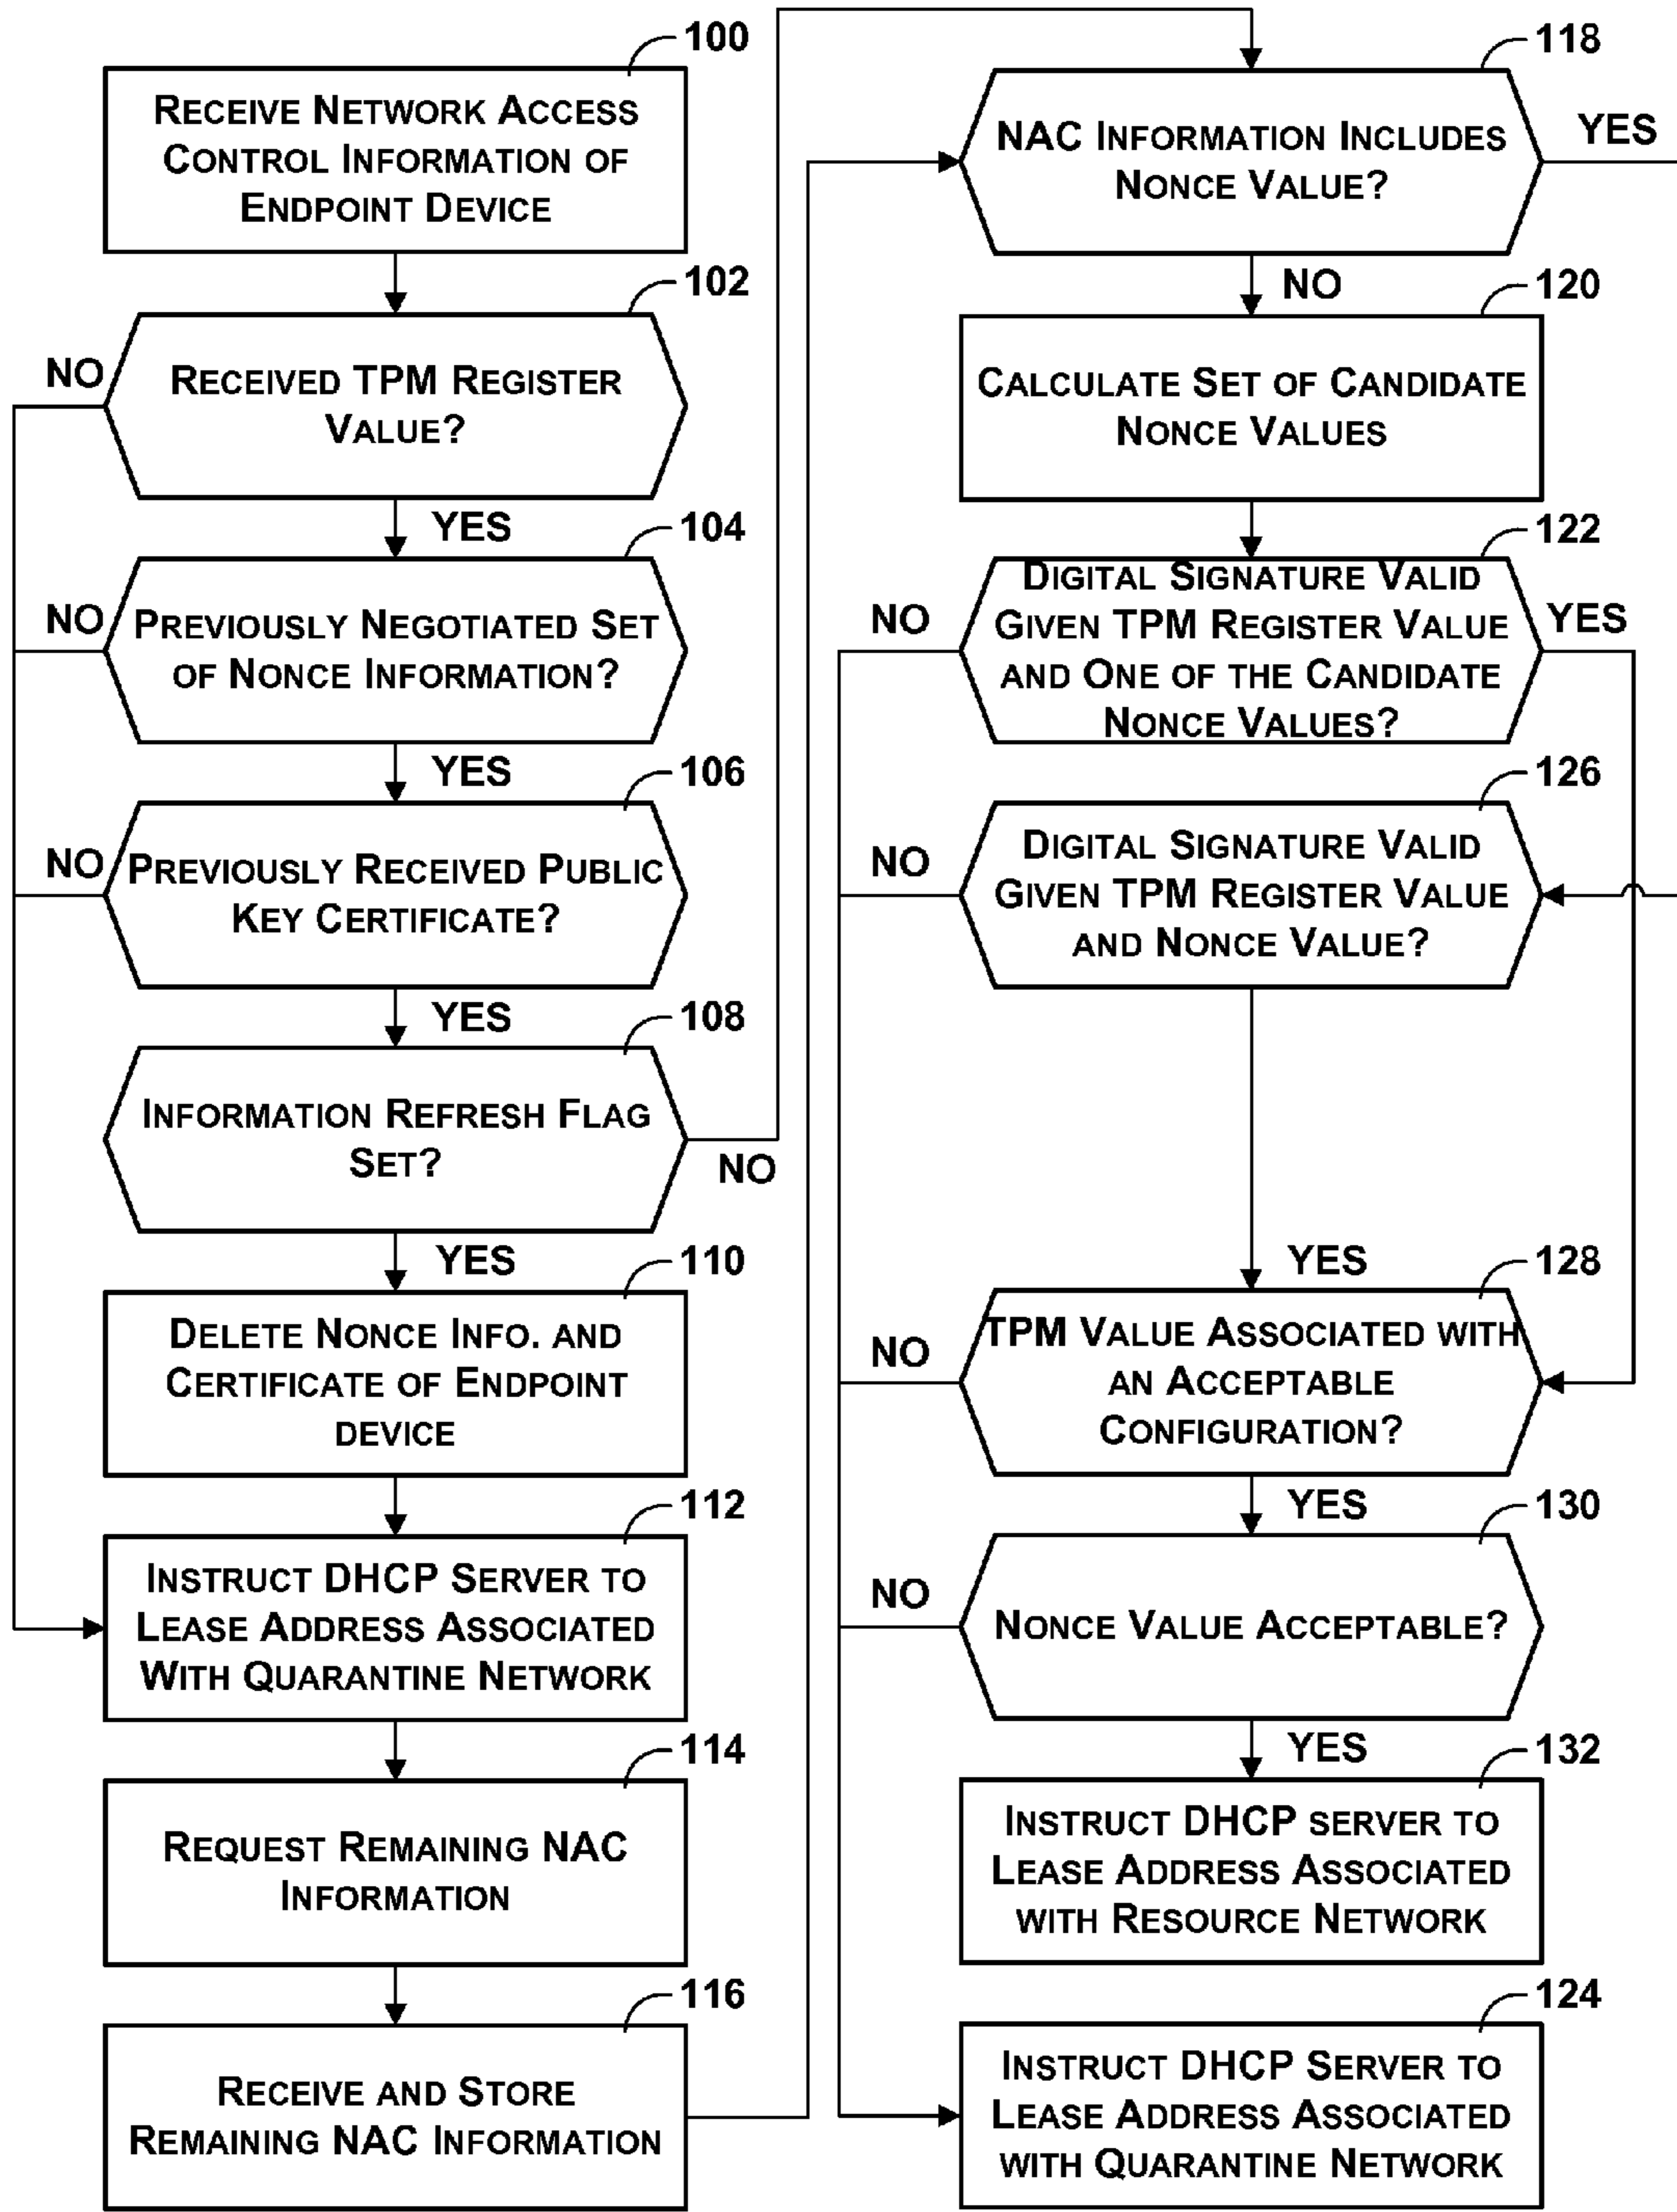 100
RECEIVE NETWORK ACCESS
CONTROL INFORMATION OF
ENDPOINT DEVICE
102
NO
RECEIVED TPM REGISTER
VALUE?
YES
104
NO
PREVIOUSLY NEGOTIATED SET
OF NONCE INFORMATION?
YES
106
NO
PREVIOUSLY RECEIVED PUBLIC
KEY CERTIFICATE?
YES
108
INFORMATION REFRESH FLAG
SET?
NO
YES
110
DELETE NONCE INFO. AND
CERTIFICATE OF ENDPOINT
DEVICE
112
INSTRUCT DHCP SERVER TO
LEASE ADDRESS ASSOCIATED
WITH QUARANTINE NETWORK
114
REQUEST REMAINING NAC
INFORMATION
116
RECEIVE AND STORE
REMAINING NAC INFORMATION
118
NAC INFORMATION INCLUDES
NONCE VALUE?
YES
NO
120
CALCULATE SET OF CANDIDATE
NONCE VALUES
122
DIGITAL SIGNATURE VALID
GIVEN TPM REGISTER VALUE
AND ONE OF THE CANDIDATE
NONCE VALUES?
NO
YES
126
DIGITAL SIGNATURE VALID
GIVEN TPM REGISTER VALUE
AND NONCE VALUE?
NO
YES
128
TPM VALUE ASSOCIATED WITH
AN ACCEPTABLE
CONFIGURATION?
NO
YES
130
NO
NONCE VALUE ACCEPTABLE?
YES
132
INSTRUCT DHCP SERVER TO
LEASE ADDRESS ASSOCIATED
WITH RESOURCE NETWORK
124
INSTRUCT DHCP SERVER TO
LEASE ADDRESS ASSOCIATED
WITH QUARANTINE NETWORK